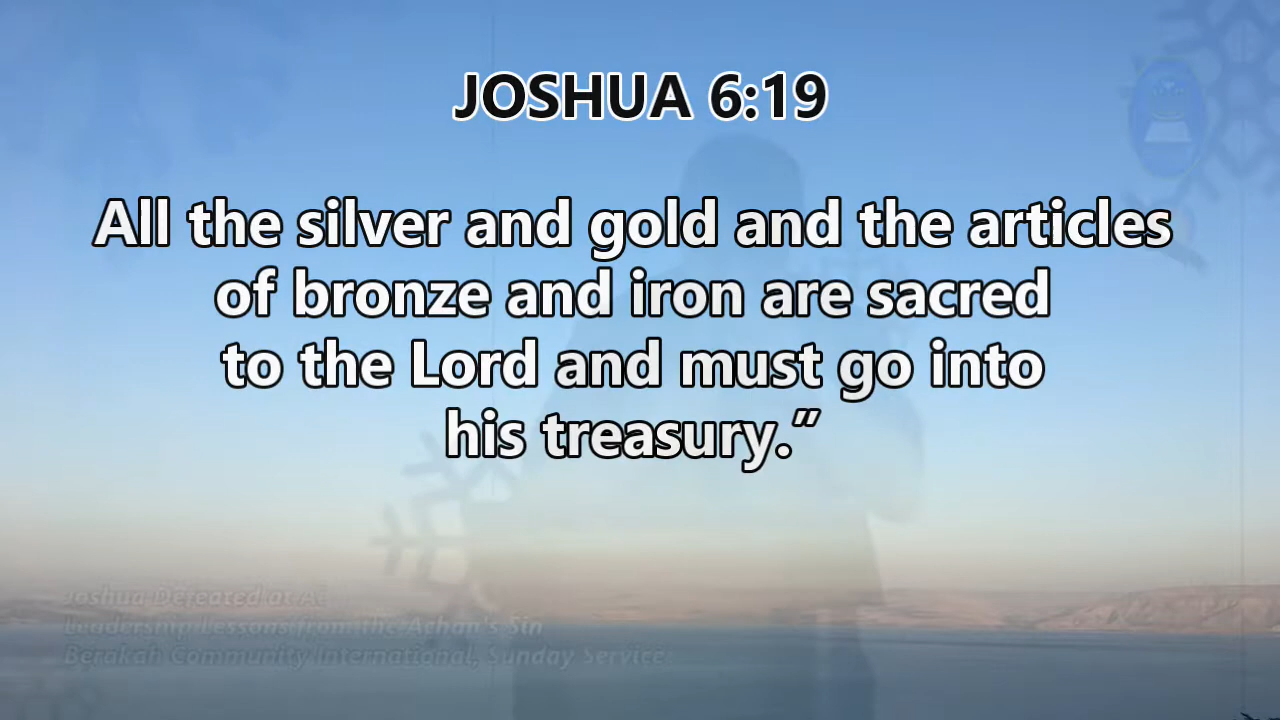 JOSHUA 6:19
All the silver and gold and the articles
of bronze and iron are sacred
to the Lord and must go into
his treasury.”
Joshua Defeated at Ai
Leadership Lessons from the Achan's Sin
Berakah Community International, Sunday Service